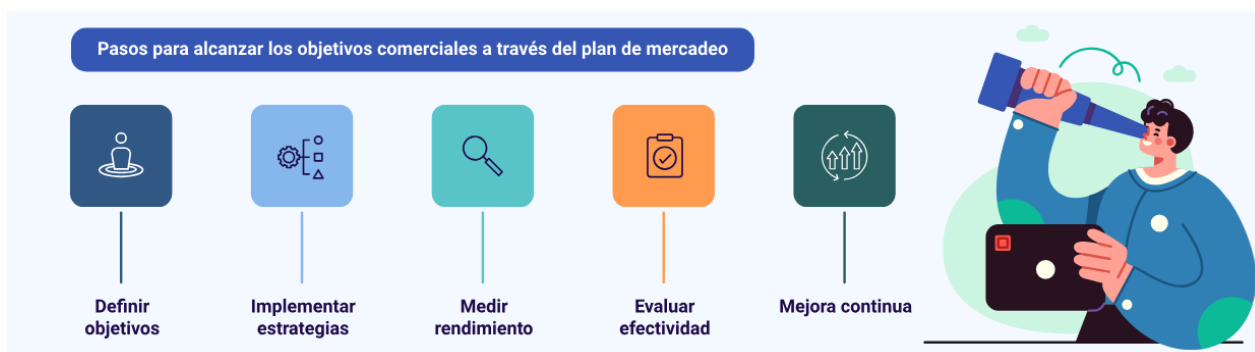 Pasos para alcanzar los objetivos comerciales a través del plan de mercadeo
Definir
objetivos
Implementar
estrategias
Medir
rendimiento
Evaluar
efectividad
Mejora continua